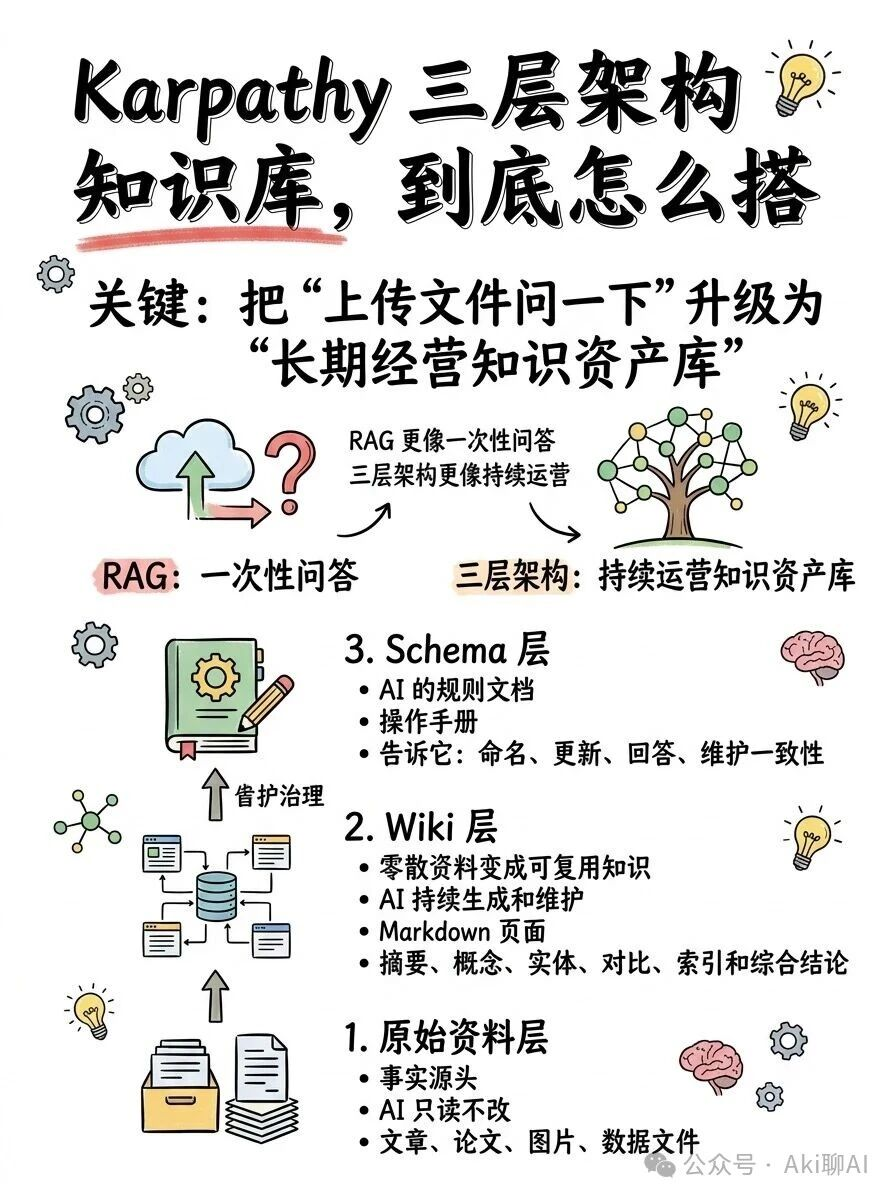 Karpathy 三层架构
知识库，到底怎么搭
关键：把“上传文件问一下”升级为
“长期经营知识资产库”
RAG 更像一次性问答
三层架构更像持续运营
RAG：一次性问答
三层架构：持续运营知识资产库
3. Schema 层
• AI 的规则文档
• 操作手册
• 告诉它：命名、更新、回答、维护一致性
护治理
2. Wiki 层
• 零散资料变成可复用知识
• AI 持续生成和维护
• Markdown 页面
• 摘要、概念、实体、对比、索引和综合结论
1. 原始资料层
• 事实源头
• AI 只读不改
• 文章、论文、图片、数据文件
公众号 · Aki聊AI